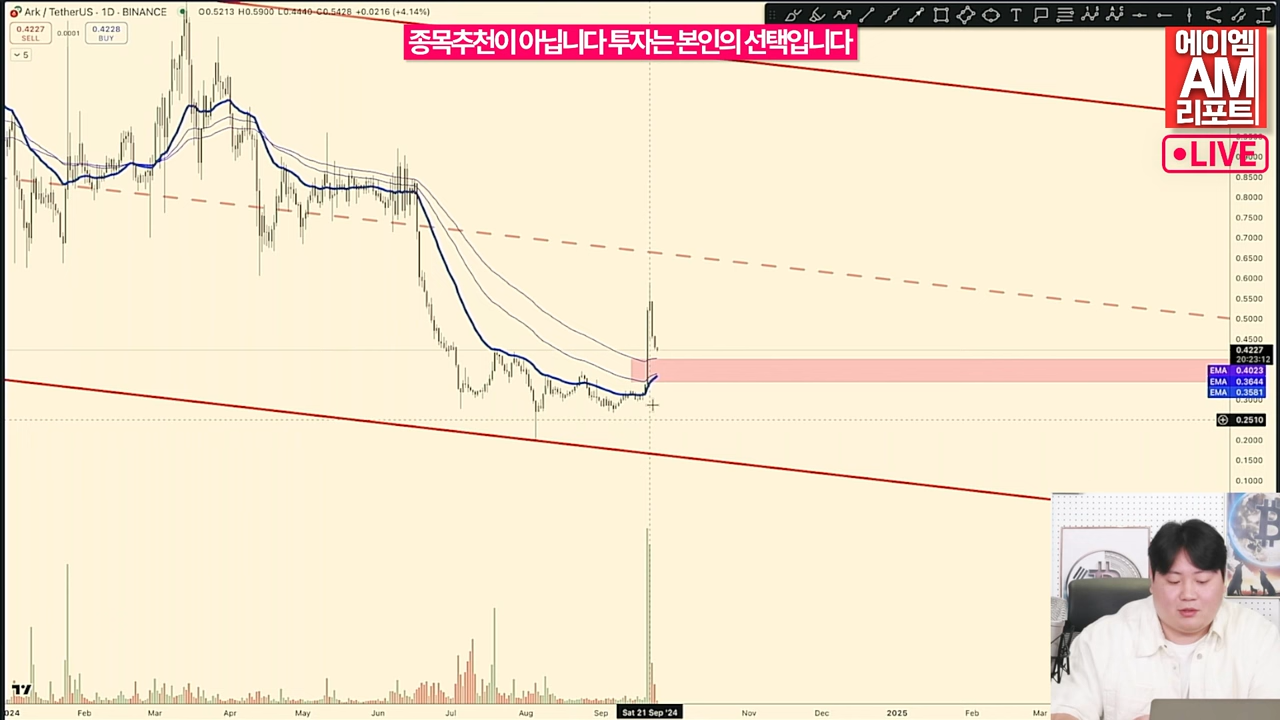 Ark / TetherUS · 1D · BINANCE
O0.5213 H0.5900 L0.4440 C0.5428 +0.0216 (+4.14%)
0.4227
SELL
0.0001
0.4228
BUY
5
종목추천이 아닙니다 투자는 본인의 선택입니다
에이엠
AM
리포트
LIVE
0.8500
0.8000
0.7500
0.7000
0.6500
0.6000
0.5500
0.5000
0.4500
0.4227
20:23:12
EMA 0.4023
EMA 0.3644
EMA 0.3581
0.3000
0.2510
0.2000
0.1500
0.1000
2024
Feb
Mar
Apr
May
Jun
Jul
Aug
Sep
Sat 21 Sep '24
Nov
Dec
2025
Feb
Mar